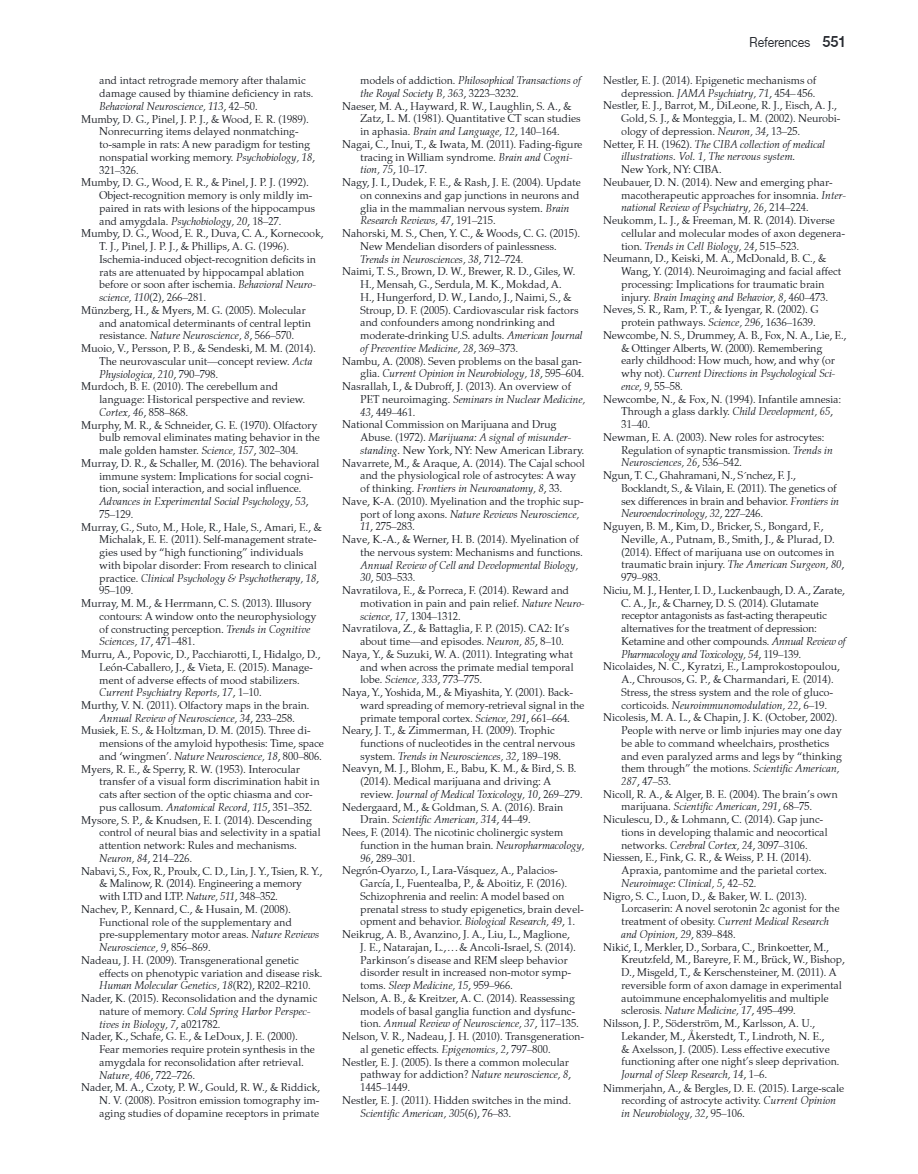 References 551
and intact retrograde memory after thalamic
damage caused by thiamine deficiency in rats.
Behavioral Neuroscience, 113, 42–50.
Mumby, D. G., Pinel, J. P. J., & Wood, E. R. (1989).
Nonrecurring items delayed nonmatching-
to-sample in rats: A new paradigm for testing
nonspatial working memory. Psychobiology, 18,
321–326.
Mumby, D. G., Wood, E. R., & Pinel, J. P. J. (1992).
Object-recognition memory is only mildly im-
paired in rats with lesions of the hippocampus
and amygdala. Psychobiology, 20, 18–27.
Mumby, D. G., Wood, E. R., Duva, C. A., Kornecook,
T. J., Pinel, J. P. J., & Phillips, A. G. (1996).
Ischemia-induced object-recognition deficits in
rats are attenuated by hippocampal ablation
before or soon after ischemia. Behavioral Neuro-
science, 110(2), 266–281.
Münzberg, H., & Myers, M. G. (2005). Molecular
and anatomical determinants of central leptin
resistance. Nature Neuroscience, 8, 566–570.
Muoio, V., Persson, P. B., & Sendeski, M. M. (2014).
The neurovascular unit—concept review. Acta
Physiologica, 210, 790–798.
Murdoch, B. E. (2010). The cerebellum and
language: Historical perspective and review.
Cortex, 46, 858–868.
Murphy, M. R., & Schneider, G. E. (1970). Olfactory
bulb removal eliminates mating behavior in the
male golden hamster. Science, 157, 302–304.
Murray, D. R., & Schaller, M. (2016). The behavioral
immune system: Implications for social cogni-
tion, social interaction, and social influence.
Advances in Experimental Social Psychology, 53,
75–129.
Murray, G., Suto, M., Hole, R., Hale, S., Amari, E., &
Michalak, E. E. (2011). Self-management strate-
gies used by “high functioning” individuals
with bipolar disorder: From research to clinical
practice. Clinical Psychology & Psychotherapy, 18,
95–109.
Murray, M. M., & Herrmann, C. S. (2013). Illusory
contours: A window onto the neurophysiology
of constructing perception. Trends in Cognitive
Sciences, 17, 471–481.
Murru, A., Popovic, D., Pacchiarotti, I., Hidalgo, D.,
León-Caballero, J., & Vieta, E. (2015). Manage-
ment of adverse effects of mood stabilizers.
Current Psychiatry Reports, 17, 1–10.
Murthy, V. N. (2011). Olfactory maps in the brain.
Annual Review of Neuroscience, 34, 233–258.
Musiek, E. S., & Holtzman, D. M. (2015). Three di-
mensions of the amyloid hypothesis: Time, space
and ‘wingmen’. Nature Neuroscience, 18, 800–806.
Myers, R. E., & Sperry, R. W. (1953). Interocular
transfer of a visual form discrimination habit in
cats after section of the optic chiasma and cor-
pus callosum. Anatomical Record, 115, 351–352.
Mysore, S. P., & Knudsen, E. I. (2014). Descending
control of neural bias and selectivity in a spatial
attention network: Rules and mechanisms.
Neuron, 84, 214–226.
Nabavi, S., Fox, R., Proulx, C. D., Lin, J. Y., Tsien, R. Y.,
& Malinow, R. (2014). Engineering a memory
with LTD and LTP. Nature, 511, 348–352.
Nachev, P., Kennard, C., & Husain, M. (2008).
Functional role of the supplementary and
pre-supplementary motor areas. Nature Reviews
Neuroscience, 9, 856–869.
Nadeau, J. H. (2009). Transgenerational genetic
effects on phenotypic variation and disease risk.
Human Molecular Genetics, 18(R2), R202–R210.
Nader, K. (2015). Reconsolidation and the dynamic
nature of memory. Cold Spring Harbor Perspec-
tives in Biology, 7, a021782.
Nader, K., Schafe, G. E., & LeDoux, J. E. (2000).
Fear memories require protein synthesis in the
amygdala for reconsolidation after retrieval.
Nature, 406, 722–726.
Nader, M. A., Czoty, P. W., Gould, R. W., & Riddick,
N. V. (2008). Positron emission tomography im-
aging studies of dopamine receptors in primate
models of addiction. Philosophical Transactions of
the Royal Society B, 363, 3223–3232.
Naeser, M. A., Hayward, R. W., Laughlin, S. A., &
Zatz, L. M. (1981). Quantitative CT scan studies
in aphasia. Brain and Language, 12, 140–164.
Nagai, C., Inui, T., & Iwata, M. (2011). Fading-figure
tracing in William syndrome. Brain and Cogni-
tion, 75, 10–17.
Nagy, J. I., Dudek, F. E., & Rash, J. E. (2004). Update
on connexins and gap junctions in neurons and
glia in the mammalian nervous system. Brain
Research Reviews, 47, 191–215.
Nahorski, M. S., Chen, Y. C., & Woods, C. G. (2015).
New Mendelian disorders of painlessness.
Trends in Neurosciences, 38, 712–724.
Naimi, T. S., Brown, D. W., Brewer, R. D., Giles, W.
H., Mensah, G., Serdula, M. K., Mokdad, A.
H., Hungerford, D. W., Lando, J., Naimi, S., &
Stroup, D. F. (2005). Cardiovascular risk factors
and confounders among nondrinking and
moderate-drinking U.S. adults. American Journal
of Preventive Medicine, 28, 369–373.
Nambu, A. (2008). Seven problems on the basal gan-
glia. Current Opinion in Neurobiology, 18, 595–604.
Nasrallah, I., & Dubroff, J. (2013). An overview of
PET neuroimaging. Seminars in Nuclear Medicine,
43, 449–461.
National Commission on Marijuana and Drug
Abuse. (1972). Marijuana: A signal of misunder-
standing. New York, NY: New American Library.
Navarrete, M., & Araque, A. (2014). The Cajal school
and the physiological role of astrocytes: A way
of thinking. Frontiers in Neuroanatomy, 8, 33.
Nave, K-A. (2010). Myelination and the trophic sup-
port of long axons. Nature Reviews Neuroscience,
11, 275–283.
Nave, K.-A., & Werner, H. B. (2014). Myelination of
the nervous system: Mechanisms and functions.
Annual Review of Cell and Developmental Biology,
30, 503–533.
Navratilova, E., & Porreca, F. (2014). Reward and
motivation in pain and pain relief. Nature Neuro-
science, 17, 1304–1312.
Navratilova, Z., & Battaglia, F. P. (2015). CA2: It’s
about time—and episodes. Neuron, 85, 8–10.
Naya, Y., & Suzuki, W. A. (2011). Integrating what
and when across the primate medial temporal
lobe. Science, 333, 773–775.
Naya, Y., Yoshida, M., & Miyashita, Y. (2001). Back-
ward spreading of memory-retrieval signal in the
primate temporal cortex. Science, 291, 661–664.
Neary, J. T., & Zimmerman, H. (2009). Trophic
functions of nucleotides in the central nervous
system. Trends in Neurosciences, 32, 189–198.
Neavyn, M. J., Blohm, E., Babu, K. M., & Bird, S. B.
(2014). Medical marijuana and driving: A
review. Journal of Medical Toxicology, 10, 269–279.
Nedergaard, M., & Goldman, S. A. (2016). Brain
Drain. Scientific American, 314, 44–49.
Nees, F. (2014). The nicotinic cholinergic system
function in the human brain. Neuropharmacology,
96, 289–301.
Negrón-Oyarzo, I., Lara-Vásquez, A., Palacios-
García, I., Fuentealba, P., & Aboitiz, F. (2016).
Schizophrenia and reelin: A model based on
prenatal stress to study epigenetics, brain devel-
opment and behavior. Biological Research, 49, 1.
Neikrug, A. B., Avanzino, J. A., Liu, L., Maglione,
J. E., Natarajan, L.,… & Ancoli-Israel, S. (2014).
Parkinson’s disease and REM sleep behavior
disorder result in increased non-motor symp-
toms. Sleep Medicine, 15, 959–966.
Nelson, A. B., & Kreitzer, A. C. (2014). Reassessing
models of basal ganglia function and dysfunc-
tion. Annual Review of Neuroscience, 37, 117–135.
Nelson, V. R., Nadeau, J. H. (2010). Transgeneration-
al genetic effects. Epigenomics, 2, 797–800.
Nestler, E. J. (2005). Is there a common molecular
pathway for addiction? Nature neuroscience, 8,
1445–1449.
Nestler, E. J. (2011). Hidden switches in the mind.
Scientific American, 305(6), 76–83.
Nestler, E. J. (2014). Epigenetic mechanisms of
depression. JAMA Psychiatry, 71, 454–456.
Nestler, E. J., Barrot, M., DiLeone, R. J., Eisch, A. J.,
Gold, S. J., & Monteggia, L. M. (2002). Neurobi-
ology of depression. Neuron, 34, 13–25.
Netter, F. H. (1962). The CIBA collection of medical
illustrations. Vol. 1, The nervous system.
New York, NY: CIBA.
Neubauer, D. N. (2014). New and emerging phar-
macotherapeutic approaches for insomnia. Inter-
national Review of Psychiatry, 26, 214–224.
Neukomm, L. J., & Freeman, M. R. (2014). Diverse
cellular and molecular modes of axon degenera-
tion. Trends in Cell Biology, 24, 515–523.
Neumann, D., Keiski, M. A., McDonald, B. C., &
Wang, Y. (2014). Neuroimaging and facial affect
processing: Implications for traumatic brain
injury. Brain Imaging and Behavior, 8, 460–473.
Neves, S. R., Ram, P. T., & Iyengar, R. (2002). G
protein pathways. Science, 296, 1636–1639.
Newcombe, N. S., Drummey, A. B., Fox, N. A., Lie, E.,
& Ottinger Alberts, W. (2000). Remembering
early childhood: How much, how, and why (or
why not). Current Directions in Psychological Sci-
ence, 9, 55–58.
Newcombe, N., & Fox, N. (1994). Infantile amnesia:
Through a glass darkly. Child Development, 65,
31–40.
Newman, E. A. (2003). New roles for astrocytes:
Regulation of synaptic transmission. Trends in
Neurosciences, 26, 536–542.
Ngun, T. C., Ghahramani, N., S´nchez, F. J.,
Bocklandt, S., & Vilain, E. (2011). The genetics of
sex differences in brain and behavior. Frontiers in
Neuroendocrinology, 32, 227–246.
Nguyen, B. M., Kim, D., Bricker, S., Bongard, F.,
Neville, A., Putnam, B., Smith, J., & Plurad, D.
(2014). Effect of marijuana use on outcomes in
traumatic brain injury. The American Surgeon, 80,
979–983.
Niciu, M. J., Henter, I. D., Luckenbaugh, D. A., Zarate,
C. A., Jr., & Charney, D. S. (2014). Glutamate
receptor antagonists as fast-acting therapeutic
alternatives for the treatment of depression:
Ketamine and other compounds. Annual Review of
Pharmacology and Toxicology, 54, 119–139.
Nicolaides, N. C., Kyratzi, E., Lamprokostopoulou,
A., Chrousos, G. P., & Charmandari, E. (2014).
Stress, the stress system and the role of gluco-
corticoids. Neuroimmunomodulation, 22, 6–19.
Nicolesis, M. A. L., & Chapin, J. K. (October, 2002).
People with nerve or limb injuries may one day
be able to command wheelchairs, prosthetics
and even paralyzed arms and legs by “thinking
them through” the motions. Scientific American,
287, 47–53.
Nicoll, R. A., & Alger, B. E. (2004). The brain’s own
marijuana. Scientific American, 291, 68–75.
Niculescu, D., & Lohmann, C. (2014). Gap junc-
tions in developing thalamic and neocortical
networks. Cerebral Cortex, 24, 3097–3106.
Niessen, E., Fink, G. R., & Weiss, P. H. (2014).
Apraxia, pantomime and the parietal cortex.
Neuroimage: Clinical, 5, 42–52.
Nigro, S. C., Luon, D., & Baker, W. L. (2013).
Lorcaserin: A novel serotonin 2c agonist for the
treatment of obesity. Current Medical Research
and Opinion, 29, 839–848.
Nikić, I., Merkler, D., Sorbara, C., Brinkoetter, M.,
Kreutzfeld, M., Bareyre, F. M., Brück, W., Bishop,
D., Misgeld, T., & Kerschensteiner, M. (2011). A
reversible form of axon damage in experimental
autoimmune encephalomyelitis and multiple
sclerosis. Nature Medicine, 17, 495–499.
Nilsson, J. P., Söderström, M., Karlsson, A. U.,
Lekander, M., Åkerstedt, T., Lindroth, N. E.,
& Axelsson, J. (2005). Less effective executive
functioning after one night’s sleep deprivation.
Journal of Sleep Research, 14, 1–6.
Nimmerjahn, A., & Bergles, D. E. (2015). Large-scale
recording of astrocyte activity. Current Opinion
in Neurobiology, 32, 95–106.